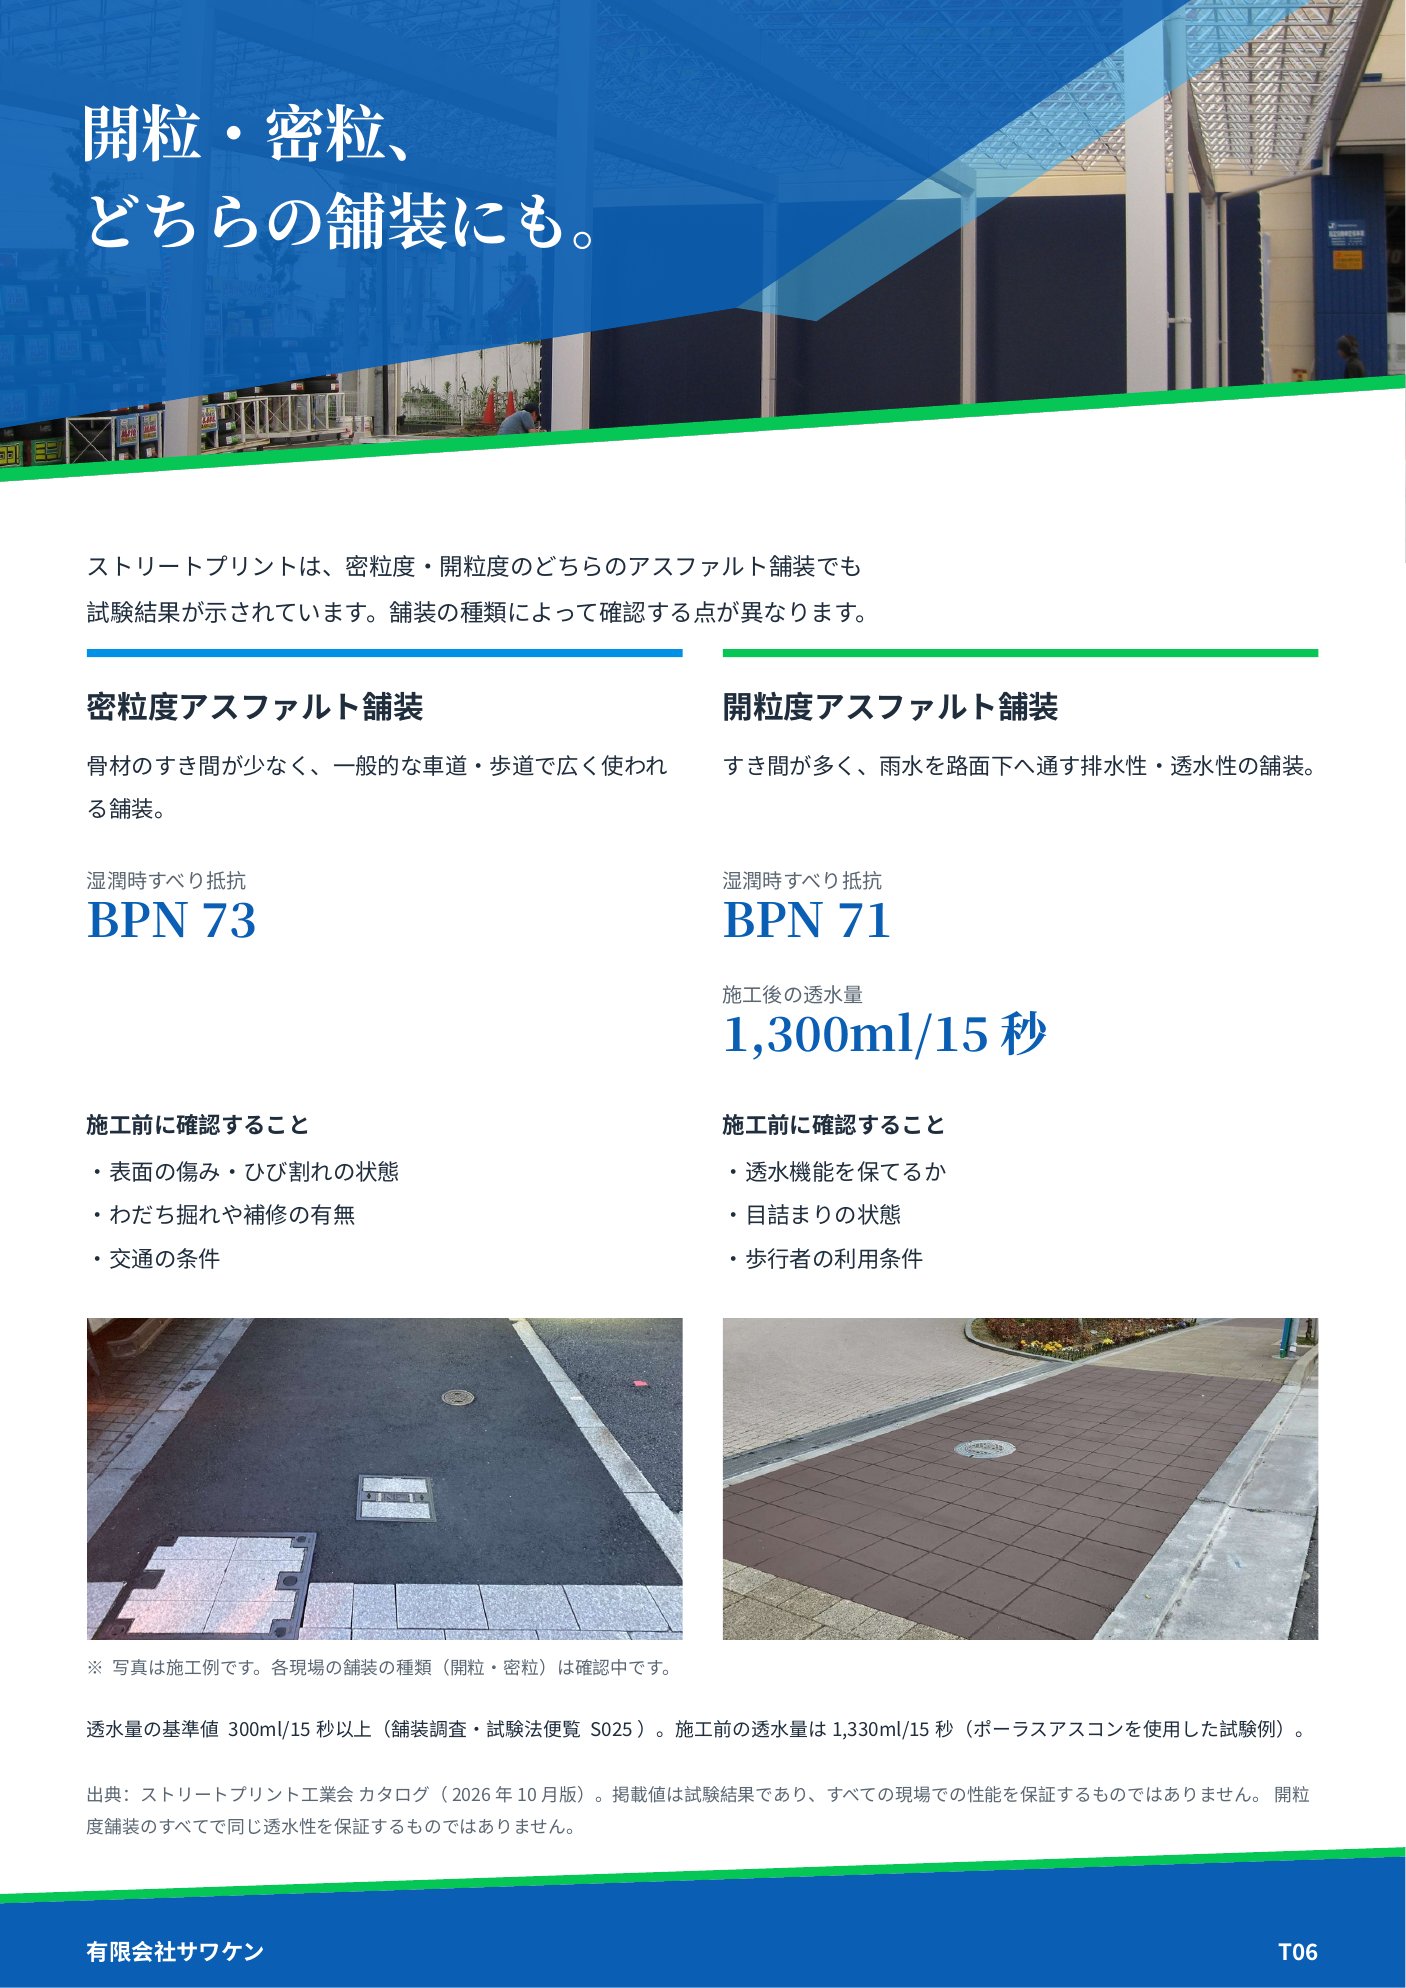 開粒・密粒、
どちらの舗装にも。
ストリートプリントは、密粒度・開粒度のどちらのアスファルト舗装でも
試験結果が示されています。舗装の種類によって確認する点が異なります。
密粒度アスファルト舗装
骨材のすき間が少なく、一般的な車道・歩道で広く使われ
る舗装。
湿潤時すべり抵抗
BPN 73
施工前に確認すること
・表面の傷み・ひび割れの状態
・わだち掘れや補修の有無
・交通の条件
開粒度アスファルト舗装
すき間が多く、雨水を路面下へ通す排水性・透水性の舗装。
湿潤時すべり抵抗
BPN 71
施工後の透水量
1,300ml/15 秒
施工前に確認すること
・透水機能を保てるか
・目詰まりの状態
・歩行者の利用条件
※ 写真は施工例です。各現場の舗装の種類（開粒・密粒）は確認中です。
透水量の基準値 300ml/15 秒以上（舗装調査・試験法便覧 S025 ）。施工前の透水量は 1,330ml/15 秒（ポーラスアスコンを使用した試験例）。
出典：ストリートプリント工業会 カタログ（ 2026 年 10 月版）。掲載値は試験結果であり、すべての現場での性能を保証するものではありません。 開粒
度舗装のすべてで同じ透水性を保証するものではありません。
有限会社サワケン
T06